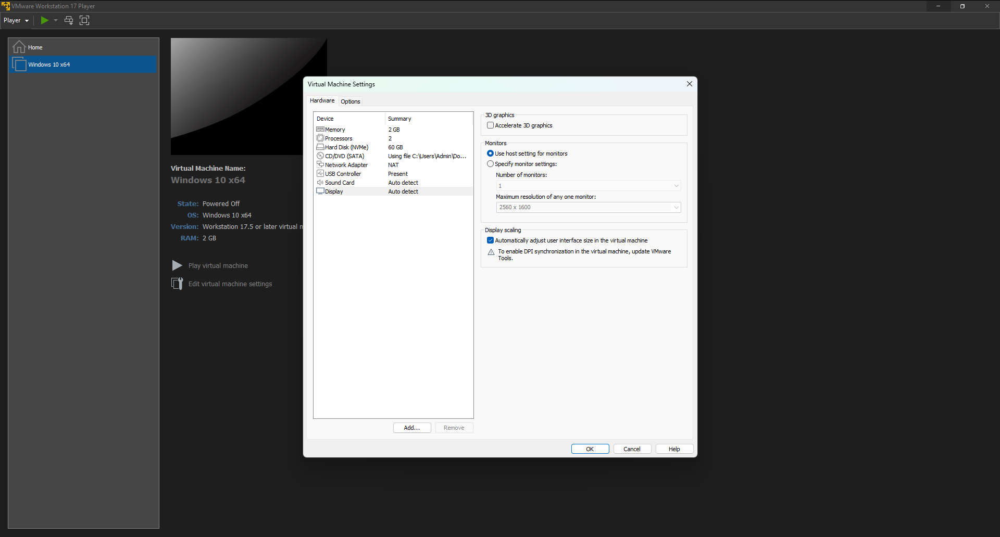 VMware Workstation 17 Player
Player
Home
Windows 10 x64
Virtual Machine Name:
Windows 10 x64
State: Powered Off
OS: Windows 10 x64
Version: Workstation 17.5 or later virtual
RAM: 2 GB
Play virtual machine
Edit virtual machine settings
Virtual Machine Settings
Hardware Options
Device Summary
Memory 2 GB
Processors 2
Hard Disk (NVMe) 60 GB
CD/DVD (SATA) Using file C:\Users\Admin\Do...
Network Adapter NAT
USB Controller Present
Sound Card Auto detect
Display Auto detect
Add... Remove
3D graphics
Accelerate 3D graphics
Monitors
Use host setting for monitors
Specify monitor settings:
Number of monitors:
1
Maximum resolution of any one monitor:
2560 x 1600
Display scaling
Automatically adjust user interface size in the virtual machine
To enable DPI synchronization in the virtual machine, update VMware
Tools.
OK Cancel Help